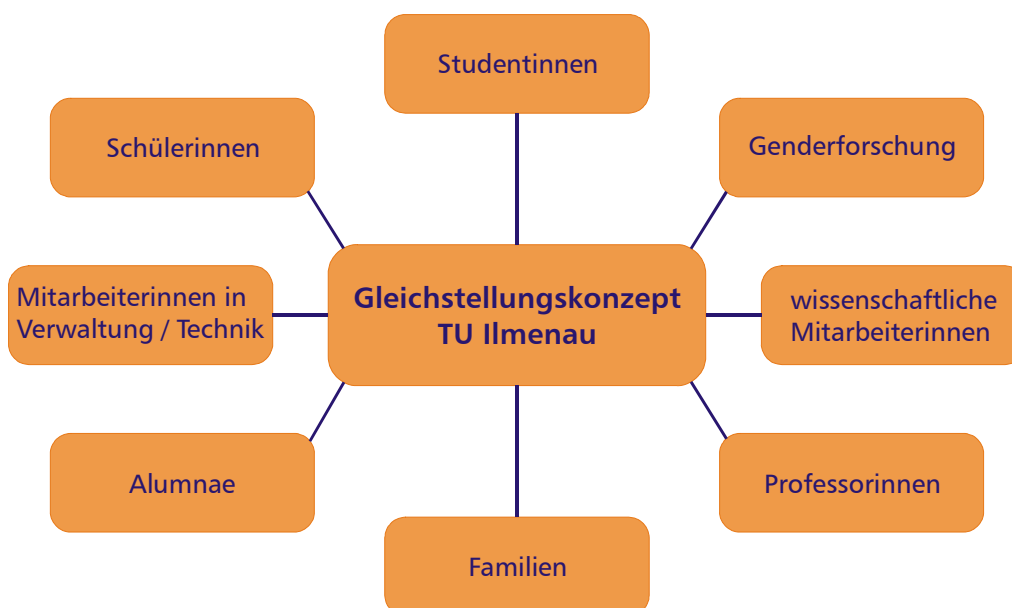 Studentinnen
Schülerinnen
Genderforschung
Mitarbeiterinnen in
Verwaltung / Technik
Gleichstellungskonzept
TU Ilmenau
wissenschaftliche
Mitarbeiterinnen
Alumnae
Professorinnen
Familien